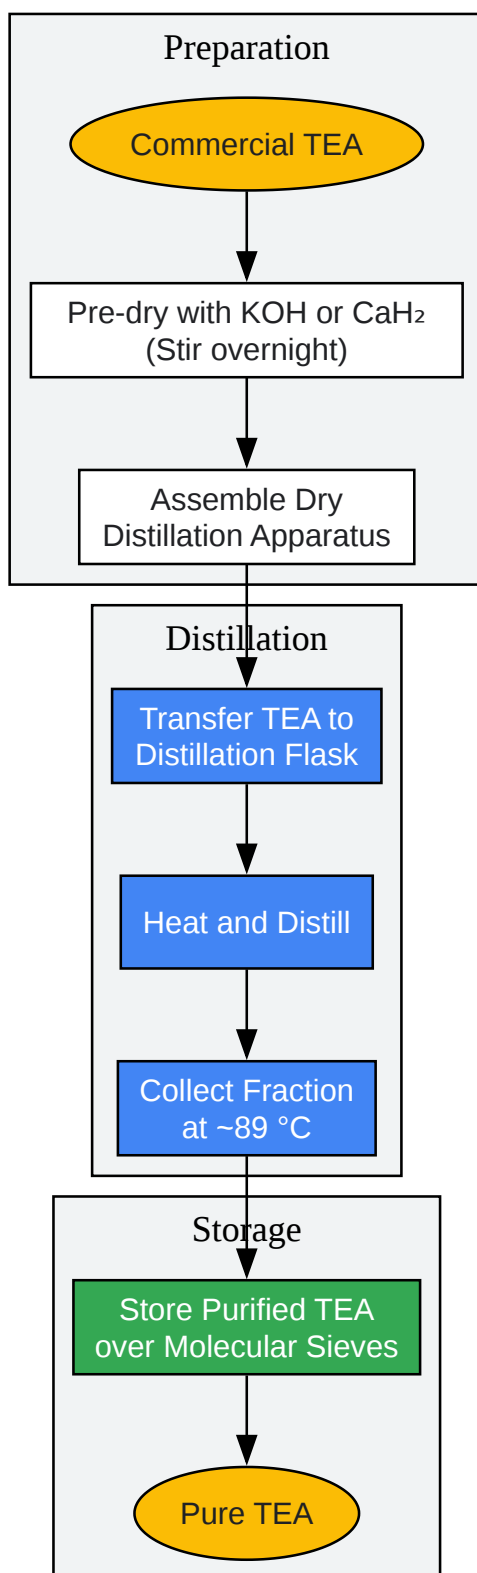 Preparation
Commercial TEA
Pre-dry with KOH or CaH₂
(Stir overnight)
Assemble Dry
Distillation Apparatus
Distillation
Transfer TEA to
Distillation Flask
Heat and Distill
Collect Fraction
at ~89 °C
Storage
Store Purified TEA
over Molecular Sieves
Pure TEA